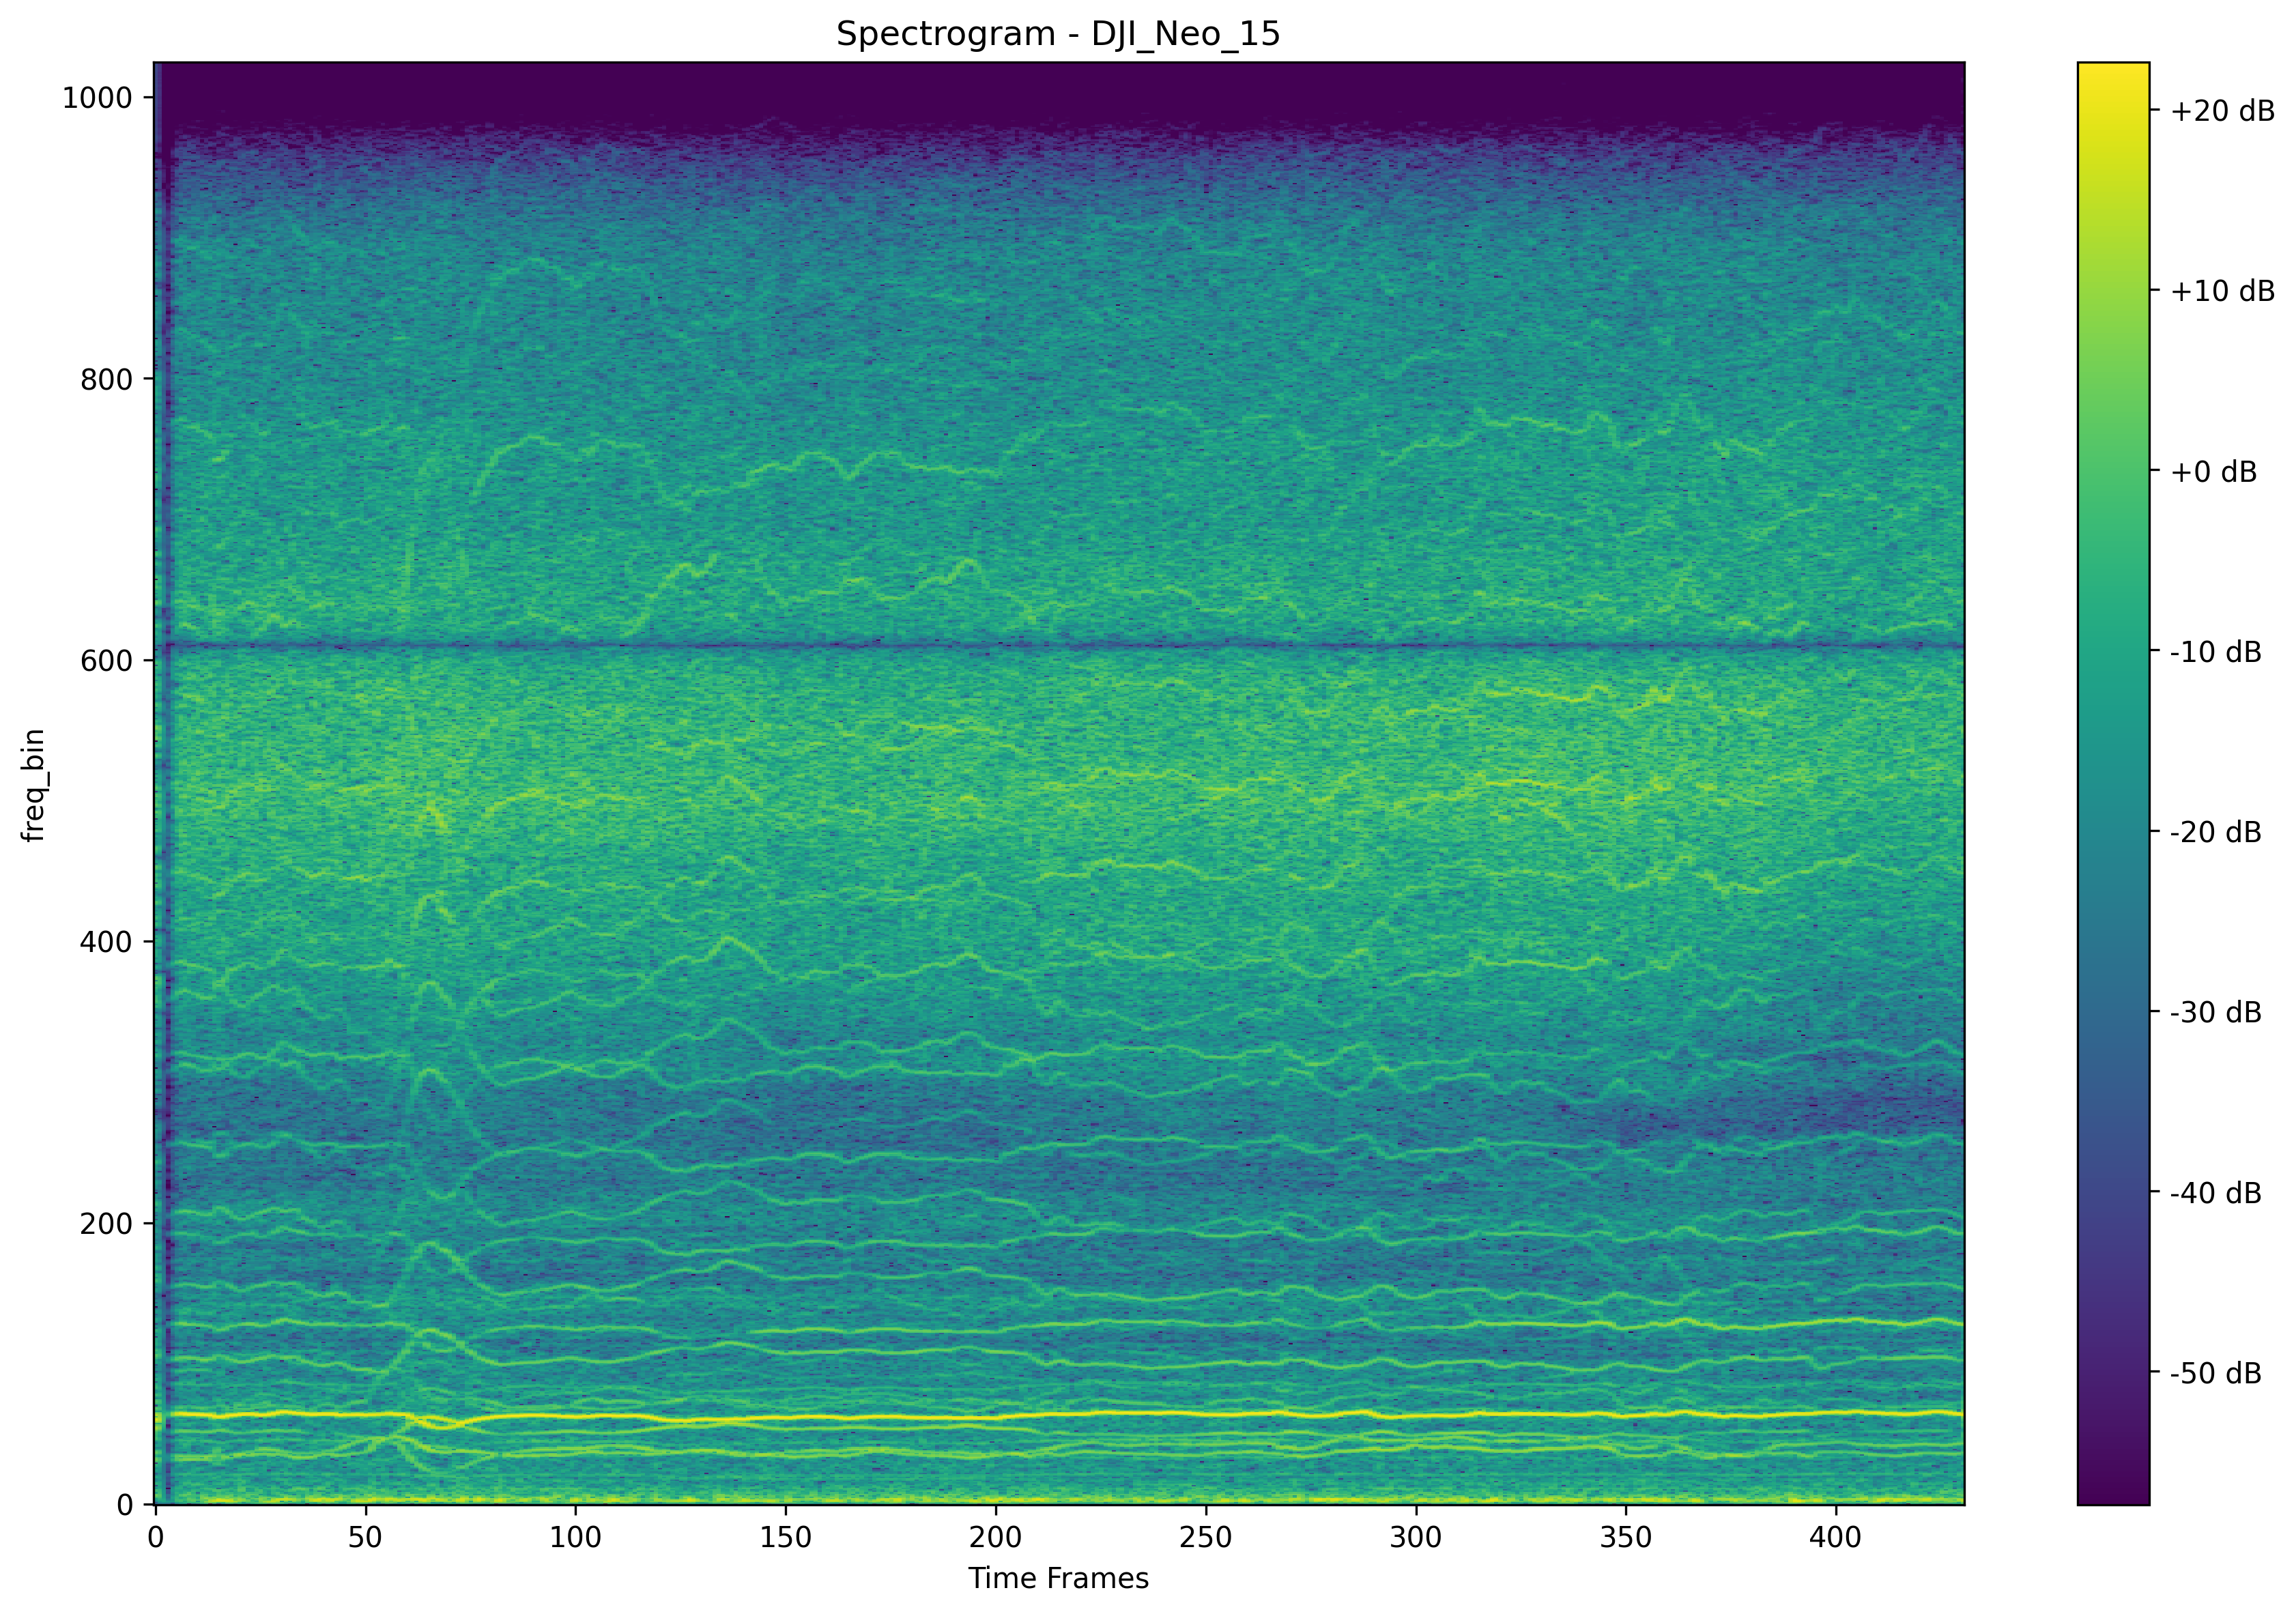 Spectrogram - DJI_Neo_15
1000
800
600
400
200
0
freq_bin
0 50 100 150 200 250 300 350 400
Time Frames
+20 dB
+10 dB
+0 dB
-10 dB
-20 dB
-30 dB
-40 dB
-50 dB